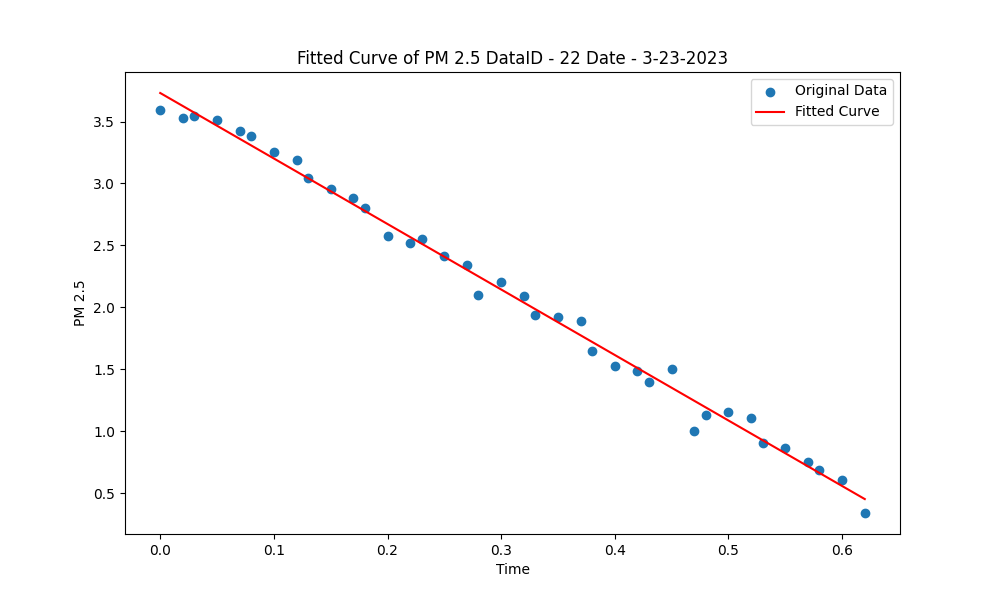 Fitted Curve of PM 2.5 DataID - 22 Date - 3-23-2023
Original Data
Fitted Curve
PM 2.5
3.5
3.0
2.5
2.0
1.5
1.0
0.5
0.0 0.1 0.2 0.3 0.4 0.5 0.6
Time